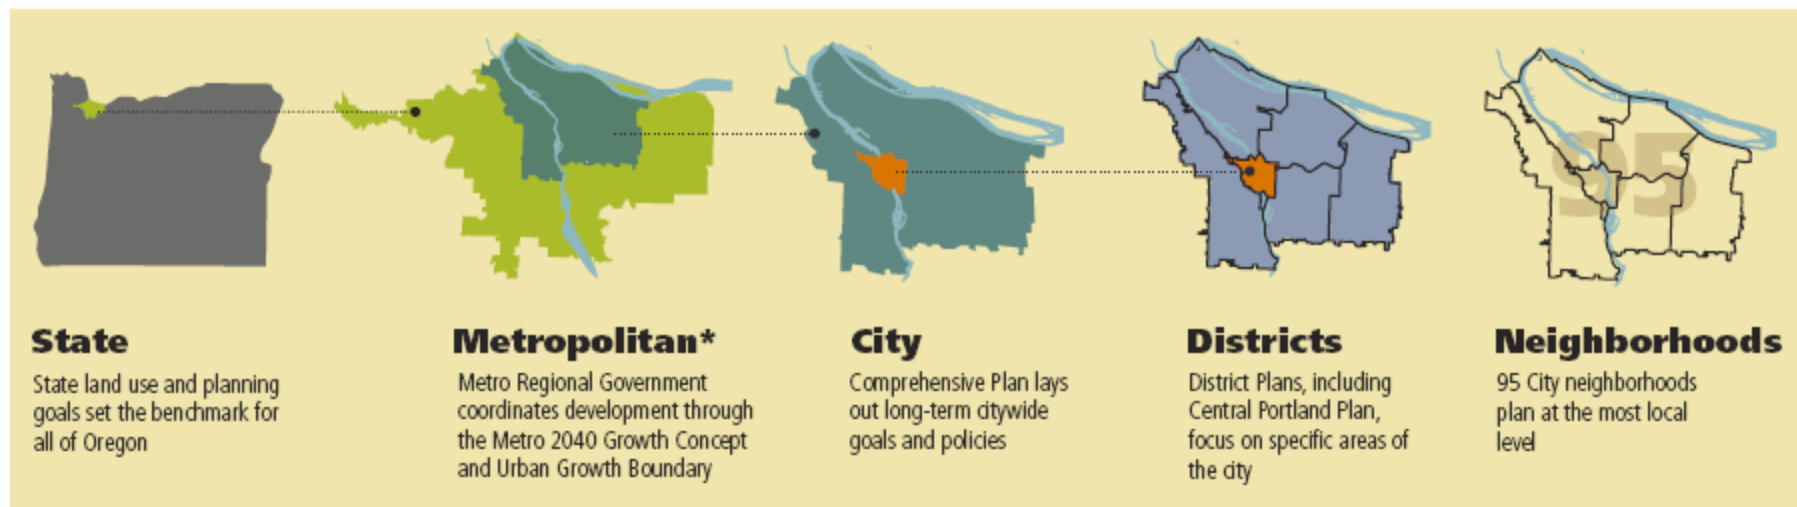 95
State
State land use and planning
goals set the benchmark for
all of Oregon
Metropolitan*
Metro Regional Government
coordinates development through
the Metro 2040 Growth Concept
and Urban Growth Boundary
City
Comprehensive Plan lays
out long-term citywide
goals and policies
Districts
District Plans, including
Central Portland Plan,
focus on specific areas of
the city
Neighborhoods
95 City neighborhoods
plan at the most local
level